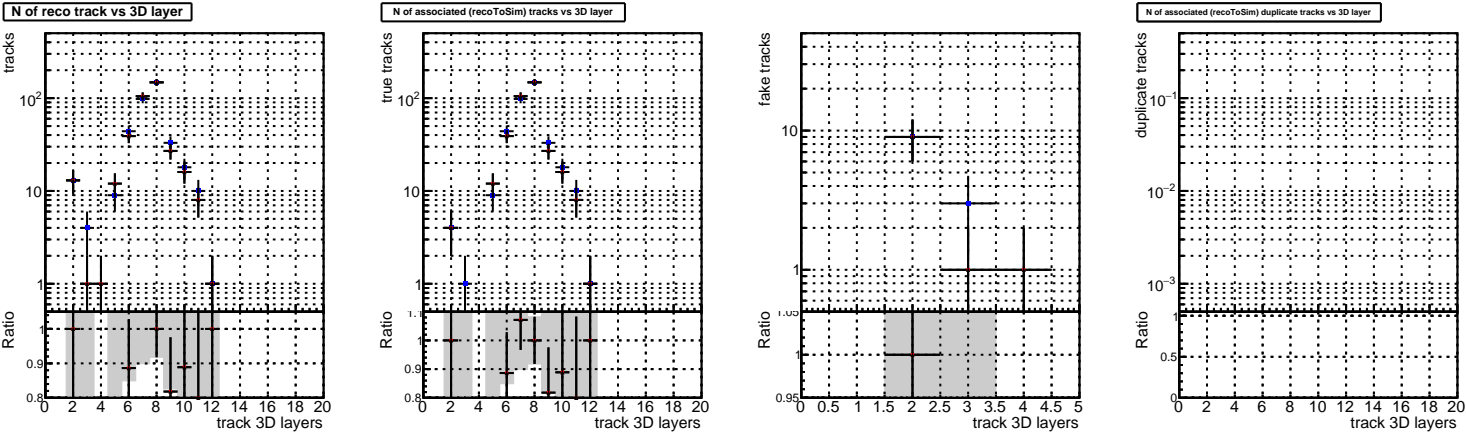 N of reco track vs 3D layer
tracks
10²
10
1
Ratio
1
0.9
0.8
0 2 4 6 8 10 12 14 16 18 20
track 3D layers
N of associated (recoToSim) tracks vs 3D layer
true tracks
10²
10
1
Ratio
1.1
1
0.9
0.8
0 2 4 6 8 10 12 14 16 18 20
track 3D layers
fake tracks
10
1
Ratio
1.05
1
0.95
0 0.5 1 1.5 2 2.5 3 3.5 4 4.5 5
track 3D layers
N of associated (recoToSim) duplicate tracks vs 3D layer
duplicate tracks
10⁻¹
10⁻²
10⁻³
Ratio
1
0.5
0
0 2 4 6 8 10 12 14 16 18 20
track 3D layers